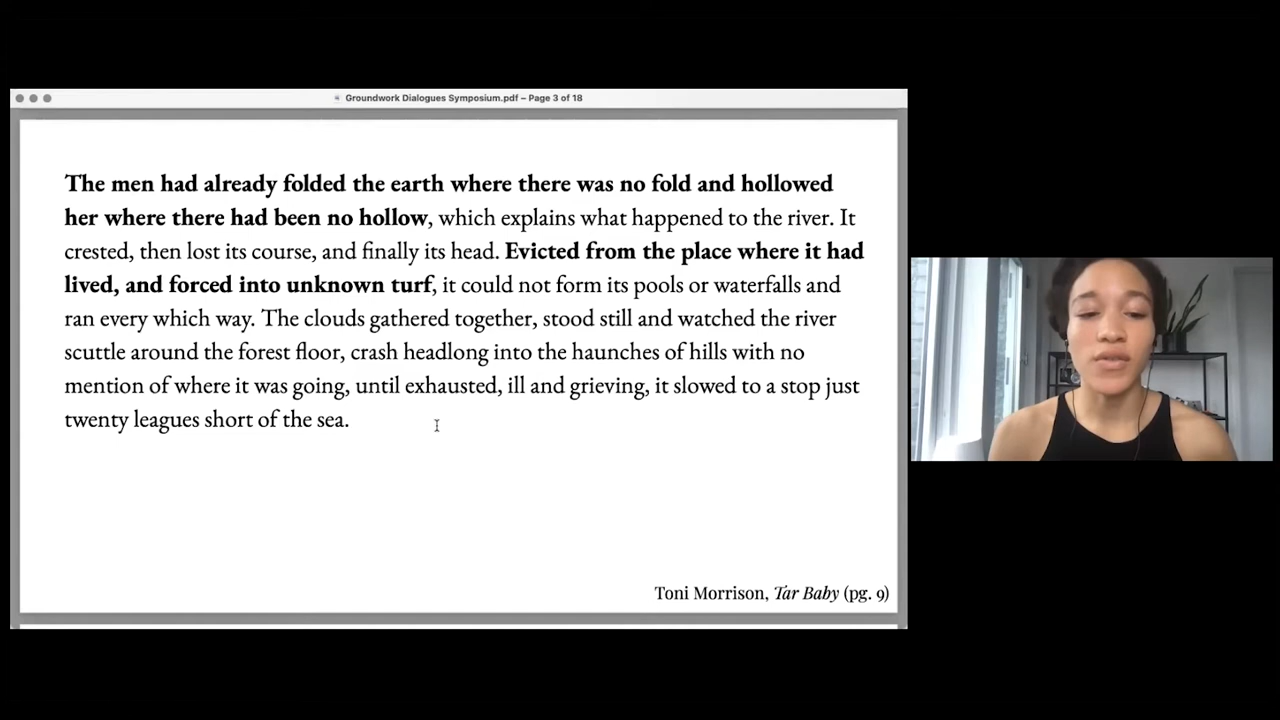 Groundwork Dialogues Symposium.pdf – Page 3 of 18
The men had already folded the earth where there was no fold and hollowed
her where there had been no hollow, which explains what happened to the river. It
crested, then lost its course, and finally its head. Evicted from the place where it had
lived, and forced into unknown turf, it could not form its pools or waterfalls and
ran every which way. The clouds gathered together, stood still and watched the river
scuttle around the forest floor, crash headlong into the haunches of hills with no
mention of where it was going, until exhausted, ill and grieving, it slowed to a stop just
twenty leagues short of the sea.
Toni Morrison, Tar Baby (pg. 9)